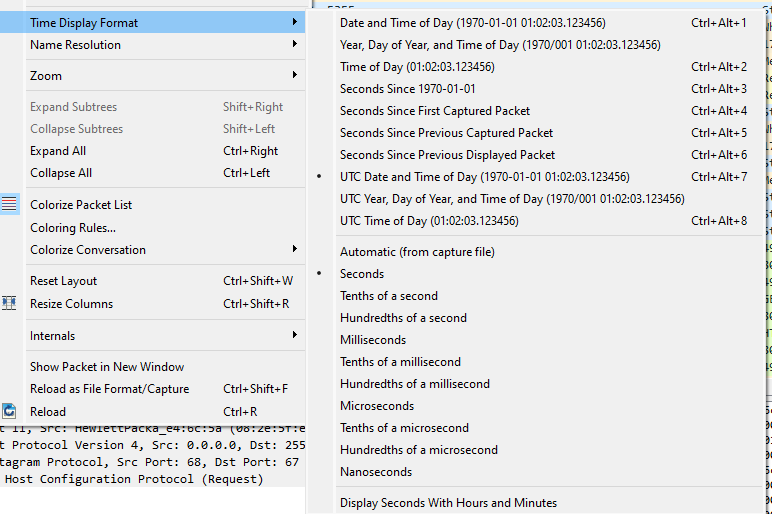 Time Display Format
Name Resolution
Zoom
Expand Subtrees Shift+Right
Collapse Subtrees Shift+Left
Expand All Ctrl+Right
Collapse All Ctrl+Left
Colorize Packet List
Coloring Rules...
Colorize Conversation
Reset Layout Ctrl+Shift+W
Resize Columns Ctrl+Shift+R
Internals
Show Packet in New Window
Reload as File Format/Capture Ctrl+Shift+F
Reload Ctrl+R
t 11, Src: HewlettPacka_e4:6c:5a (08:2e:5f:e
t Protocol Version 4, Src: 0.0.0.0, Dst: 255
tagram Protocol, Src Port: 68, Dst Port: 67
Host Configuration Protocol (Request)
Date and Time of Day (1970-01-01 01:02:03.123456) Ctrl+Alt+1
Year, Day of Year, and Time of Day (1970/001 01:02:03.123456)
Time of Day (01:02:03.123456) Ctrl+Alt+2
Seconds Since 1970-01-01 Ctrl+Alt+3
Seconds Since First Captured Packet Ctrl+Alt+4
Seconds Since Previous Captured Packet Ctrl+Alt+5
Seconds Since Previous Displayed Packet Ctrl+Alt+6
UTC Date and Time of Day (1970-01-01 01:02:03.123456) Ctrl+Alt+7
UTC Year, Day of Year, and Time of Day (1970/001 01:02:03.123456)
UTC Time of Day (01:02:03.123456) Ctrl+Alt+8
Automatic (from capture file)
Seconds
Tenths of a second
Hundredths of a second
Milliseconds
Tenths of a millisecond
Hundredths of a millisecond
Microseconds
Tenths of a microsecond
Hundredths of a microsecond
Nanoseconds
Display Seconds With Hours and Minutes